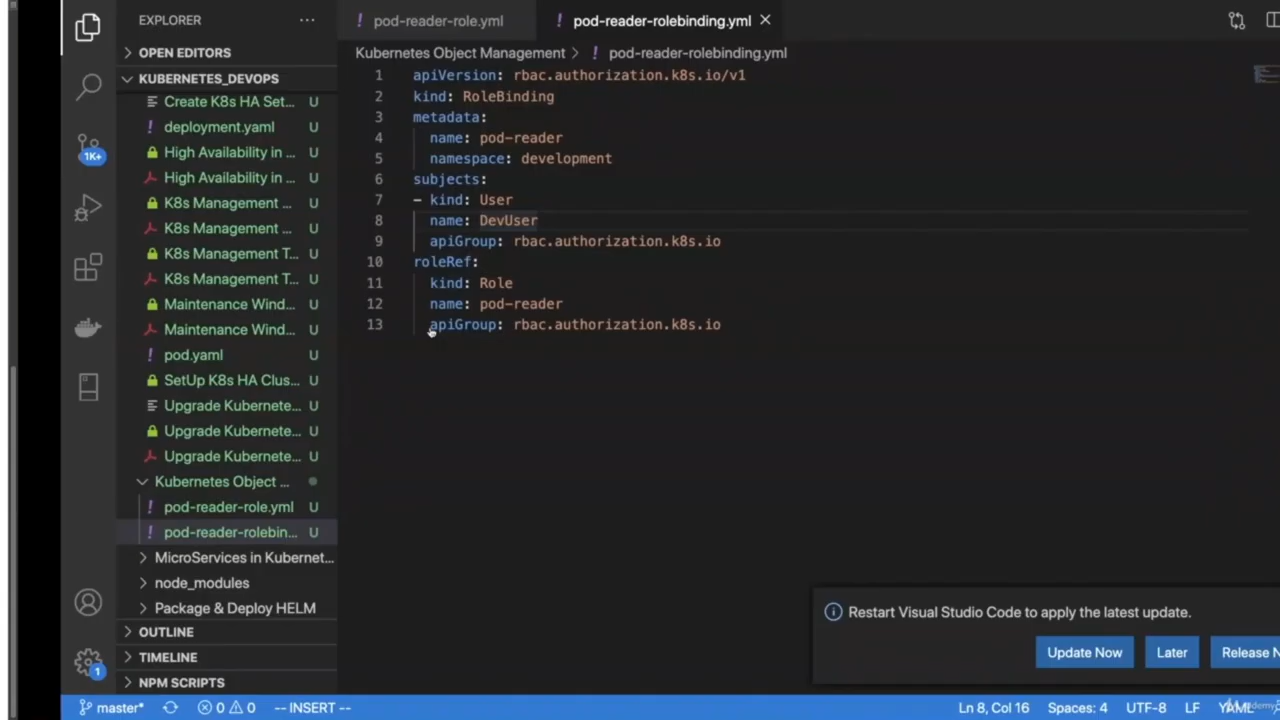 EXPLORER
OPEN EDITORS
KUBERNETES_DEVOPS
Create K8s HA Set... U
deployment.yaml U
High Availability in ... U
High Availability in ... U
K8s Management ... U
K8s Management ... U
K8s Management T... U
K8s Management T... U
Maintenance Wind... U
Maintenance Wind... U
pod.yaml U
SetUp K8s HA Clus... U
Upgrade Kubernete... U
Upgrade Kubernete... U
Upgrade Kubernete... U
Kubernetes Object ...
pod-reader-role.yml U
pod-reader-rolebin... U
MicroServices in Kubernet...
node_modules
Package & Deploy HELM
OUTLINE
TIMELINE
NPM SCRIPTS
1K+
1
pod-reader-role.yml
pod-reader-rolebinding.yml
Kubernetes Object Management > pod-reader-rolebinding.yml
1 apiVersion: rbac.authorization.k8s.io/v1
2 kind: RoleBinding
3 metadata:
4 name: pod-reader
5 namespace: development
6 subjects:
7 - kind: User
8 name: DevUser
9 apiGroup: rbac.authorization.k8s.io
10 roleRef:
11 kind: Role
12 name: pod-reader
13 apiGroup: rbac.authorization.k8s.io
Restart Visual Studio Code to apply the latest update.
Update Now
Later
Release N
master*
0 0
-- INSERT --
Ln 8, Col 16
Spaces: 4
UTF-8
LF
YAML